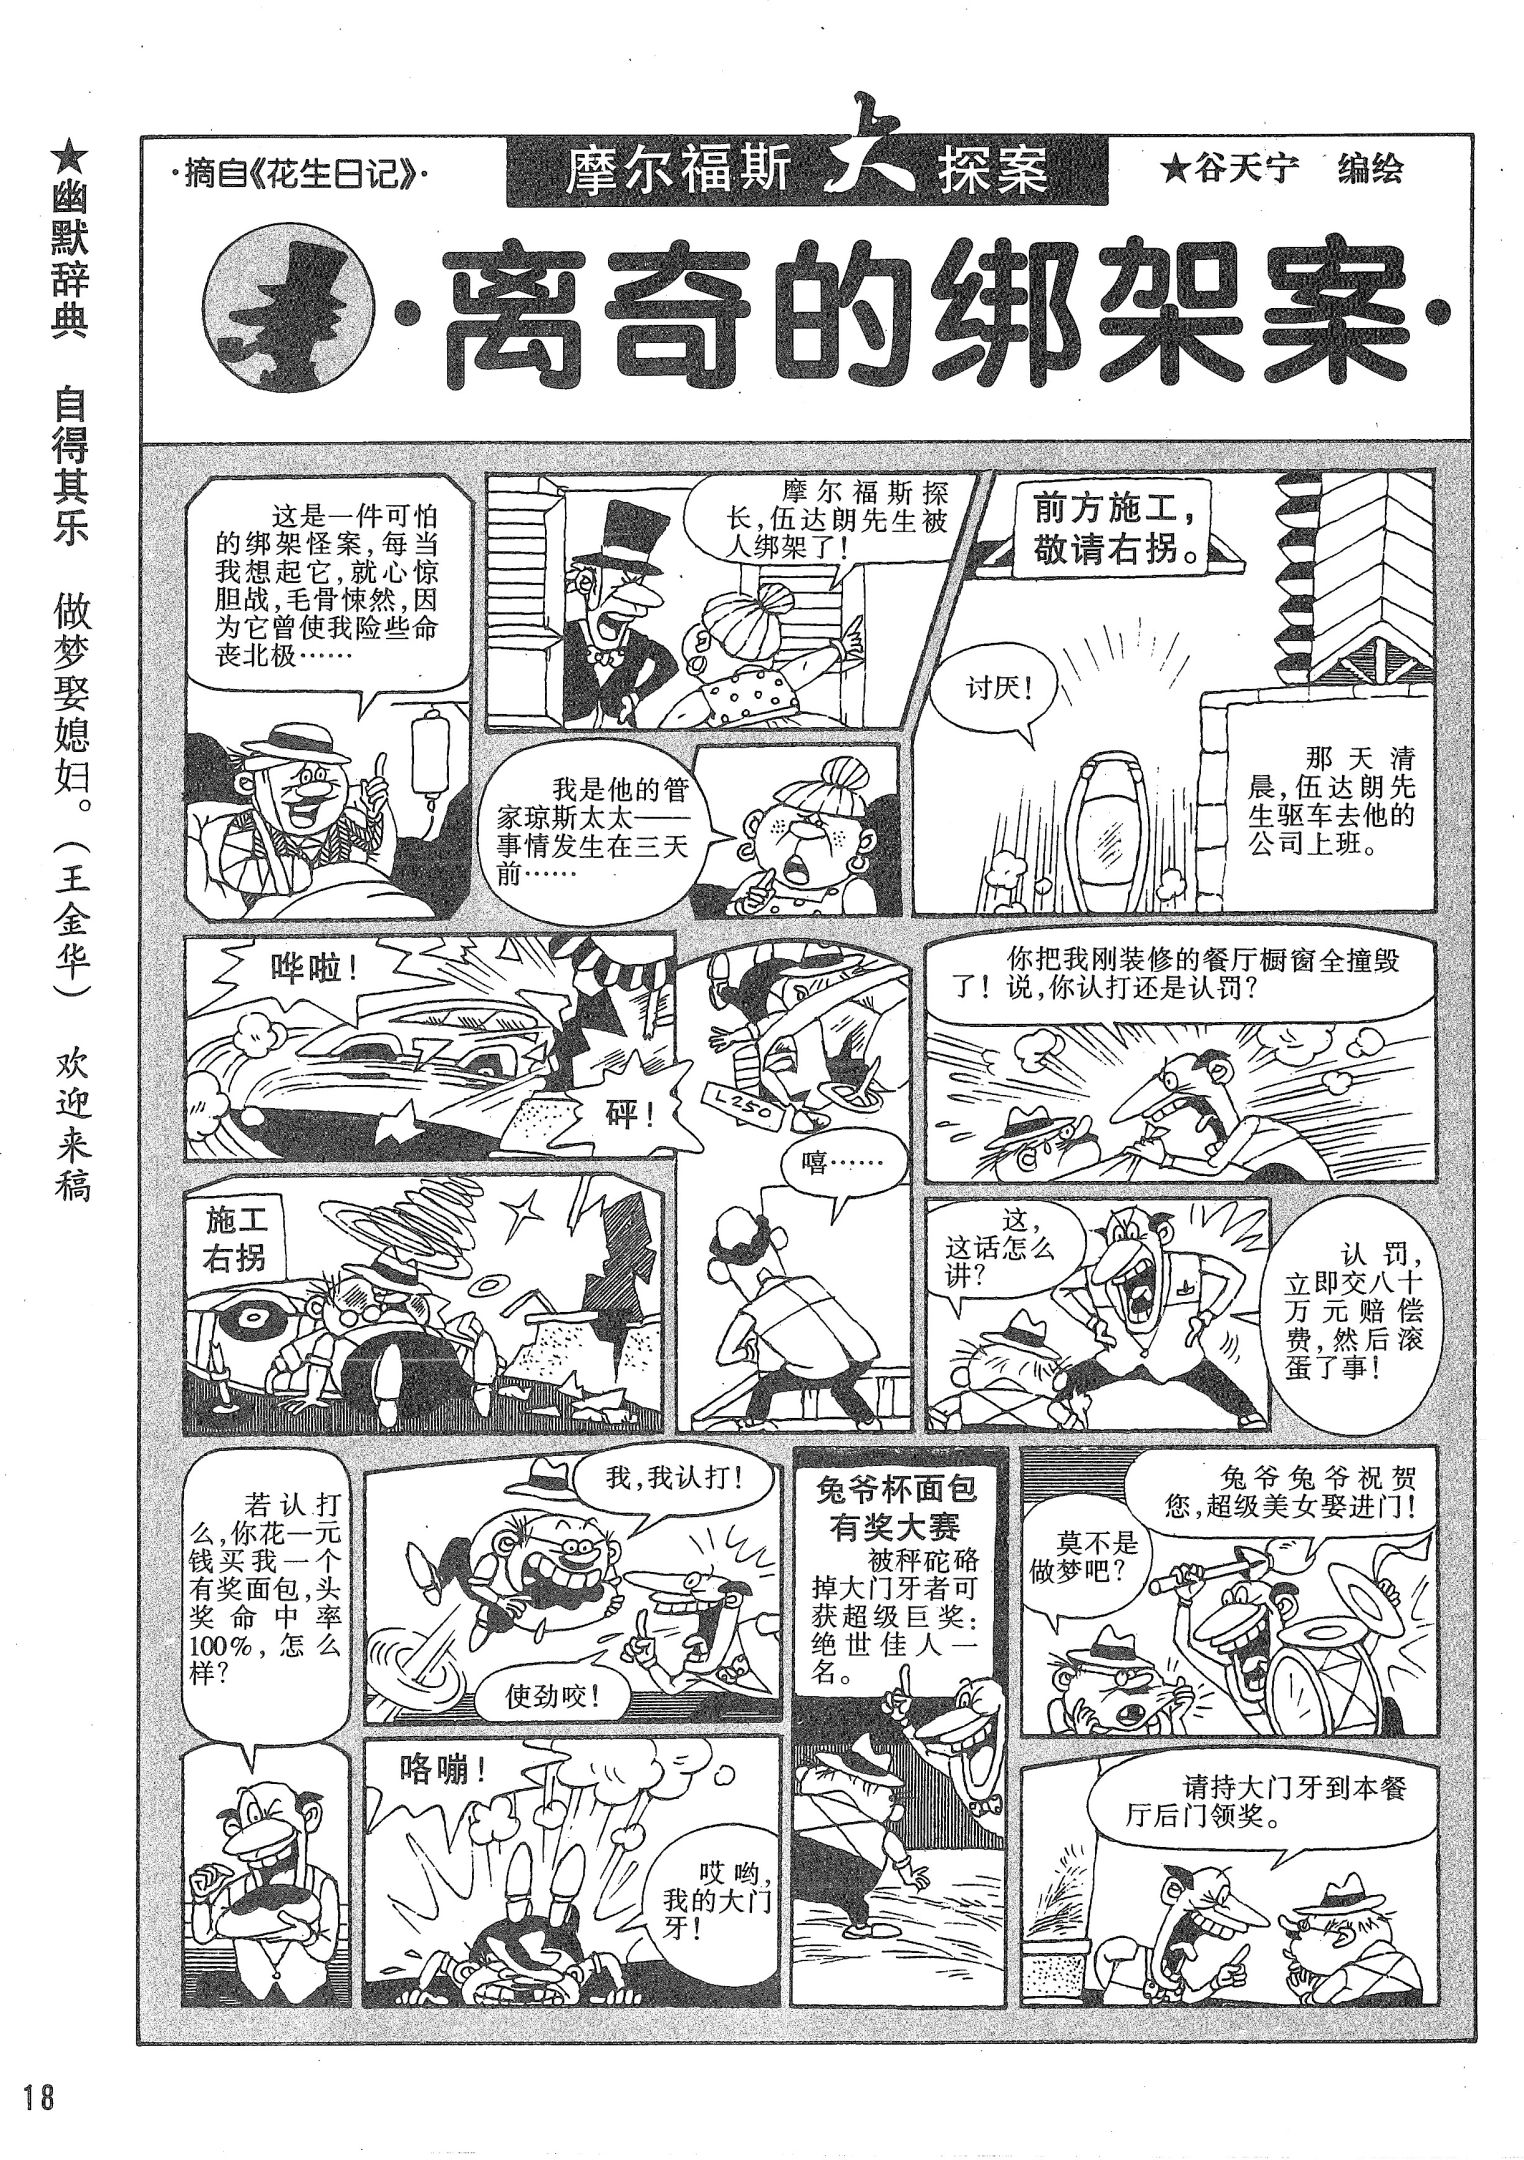 ·摘自《花生日记》·
摩尔福斯大探案
★谷天宁 编绘
·离奇的绑架案·
★幽默辞典 自得其乐 做梦娶媳妇。（王金华） 欢迎来稿
这是一件可怕
的绑架怪案，每当
我想起它，就心惊
胆战，毛骨悚然，因
为它曾使我险些命
丧北极……
摩尔福斯探
长，伍达朗先生被
人绑架了！
我是他的管
家琼斯太太——
事情发生在三天
前……
前方施工，
敬请右拐。
讨厌！
那天清
晨，伍达朗先
生驱车去他的
公司上班。
哗啦！
砰！
L250
施工
右拐
嘻……
你把我刚装修的餐厅橱窗全撞毁
了！说，你认打还是认罚？
这，
这话怎么
讲？
认罚，
立即交八十
万元赔偿
费，然后滚
蛋了事！
若认打
么，你花一元
钱买我一个
有奖面包，头
奖命中率
100%，怎么
样？
我，我认打！
使劲咬！
咯嘣！
哎哟，
我的大门
牙！
兔爷杯面包
有奖大赛
被秤砣硌
掉大门牙者可
获超级巨奖：
绝世佳人一
名。
兔爷兔爷祝贺
您，超级美女娶进门！
莫不是
做梦吧？
请持大门牙到本餐
厅后门领奖。
18